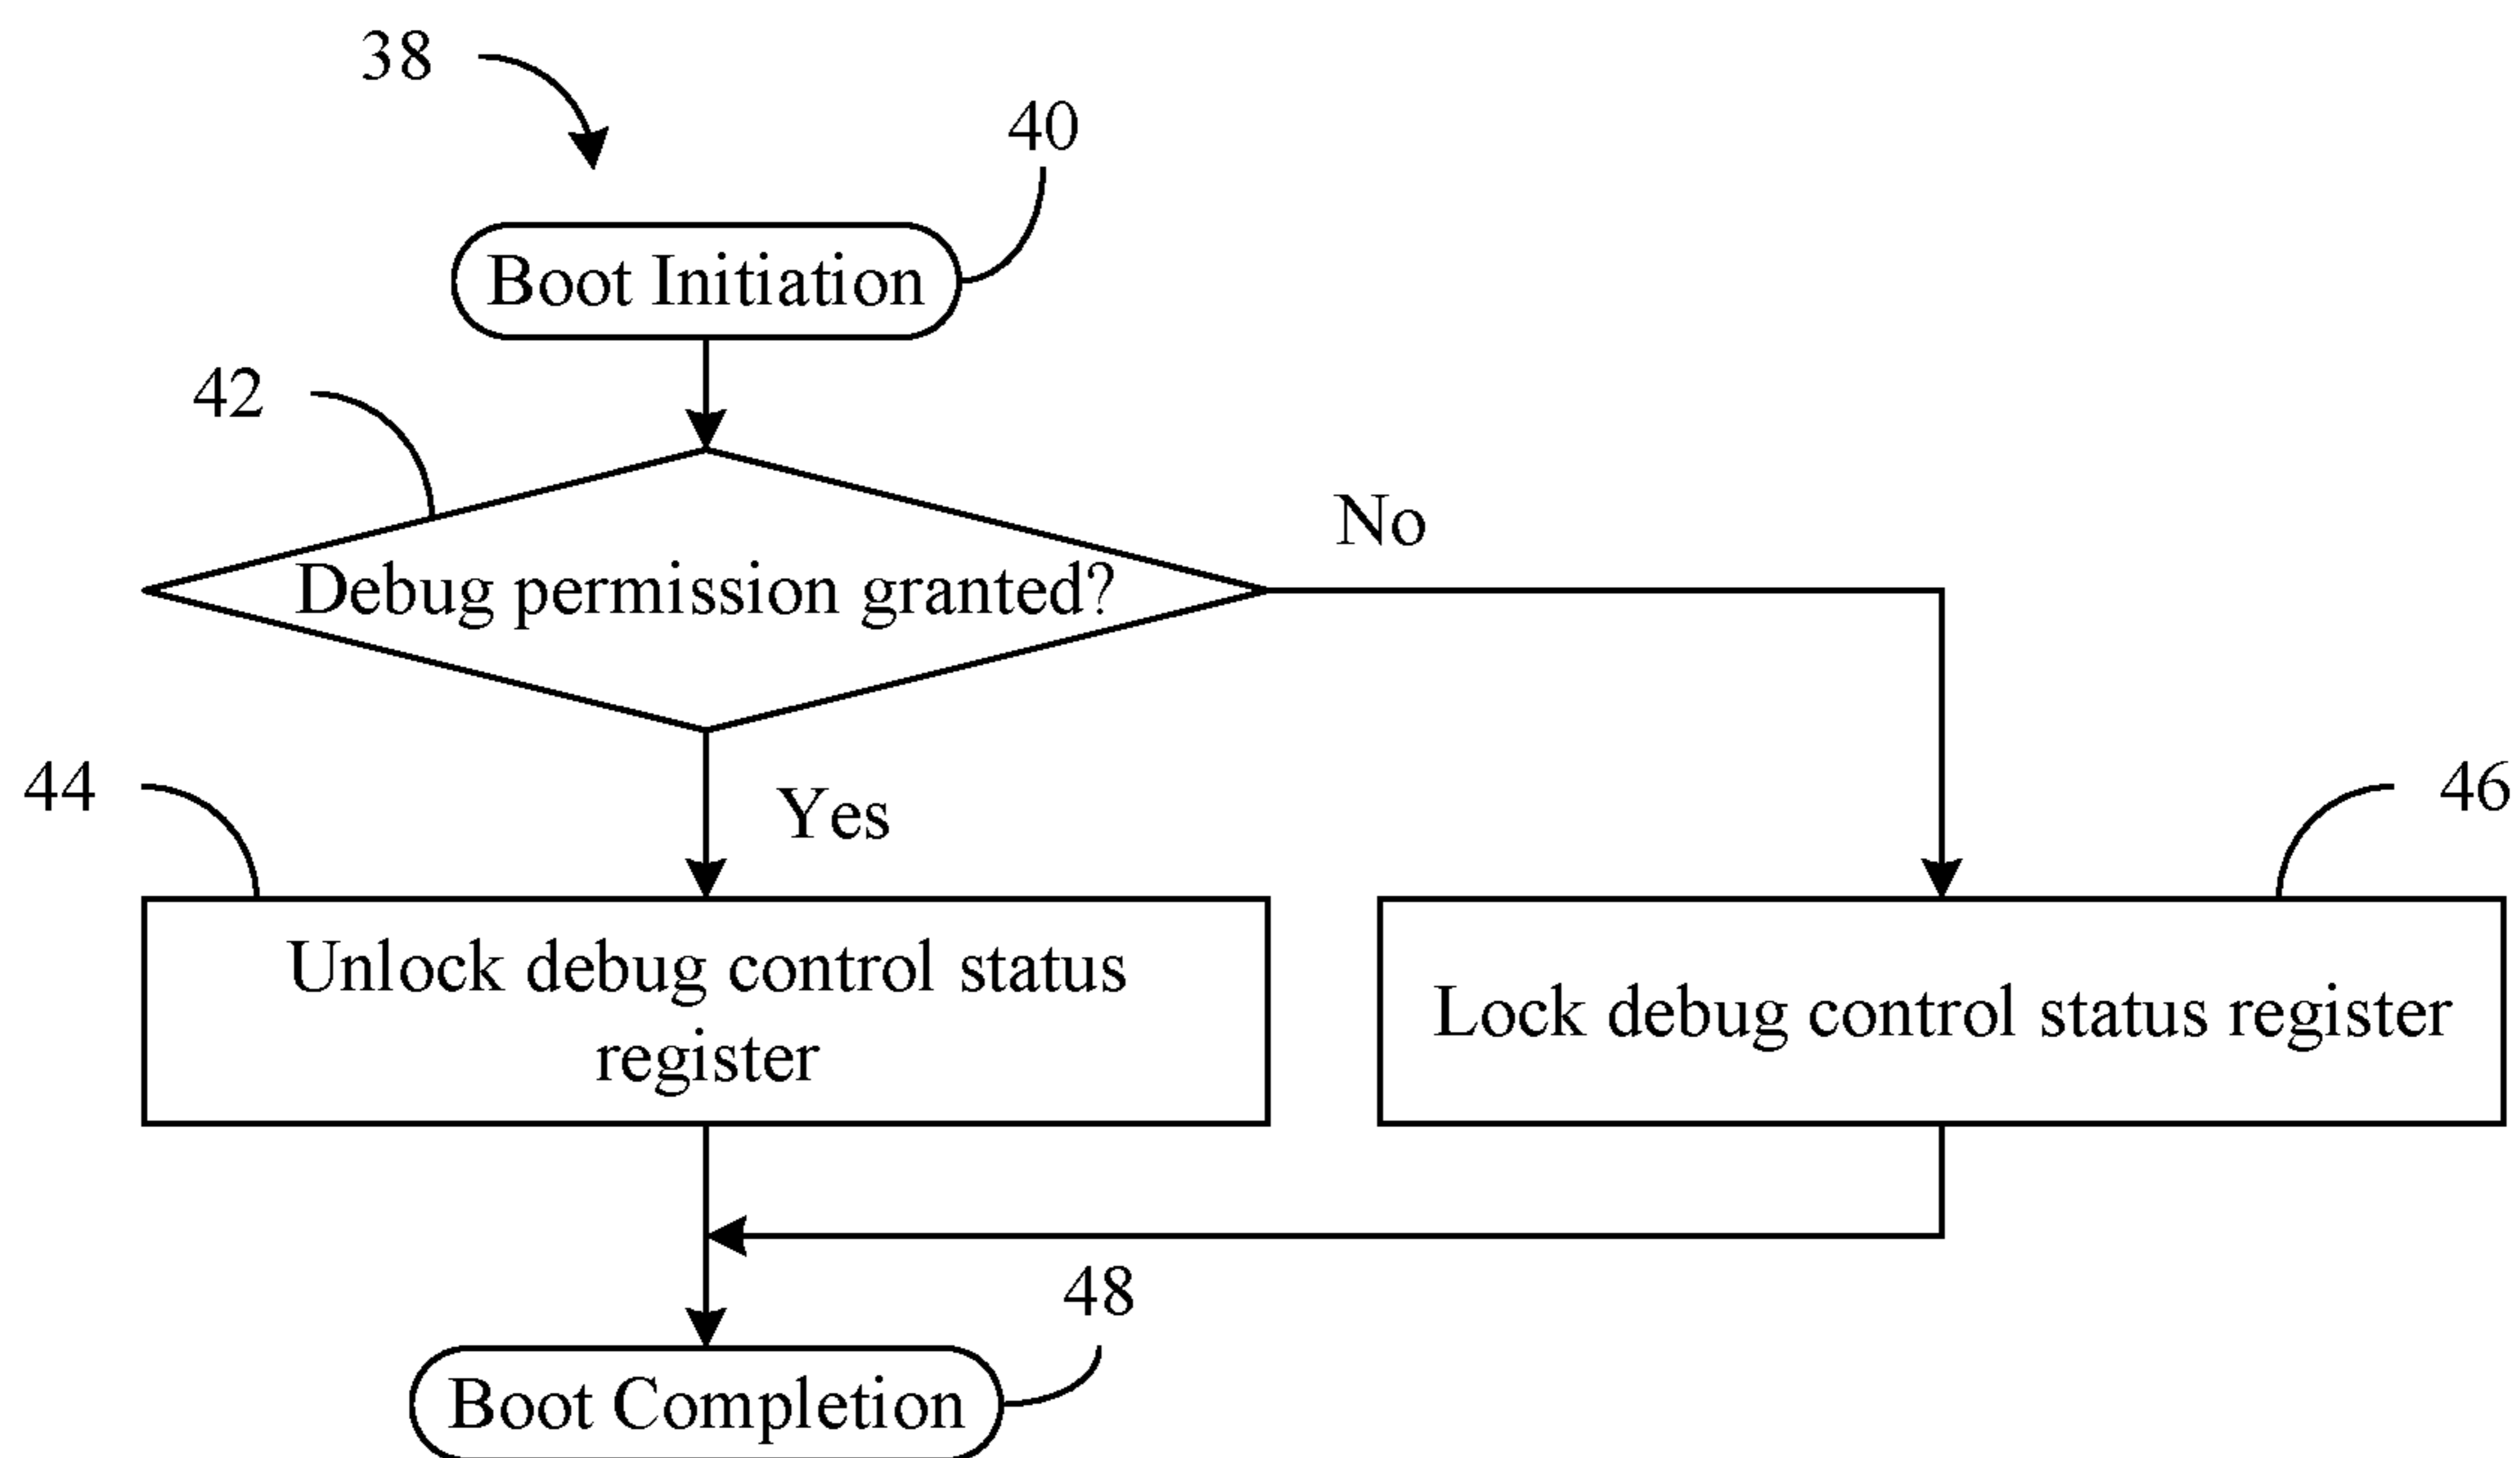 38
40
Boot Initiation
42
No
Debug permission granted?
44
Yes
46
Unlock debug control status
register
Lock debug control status register
48
Boot Completion